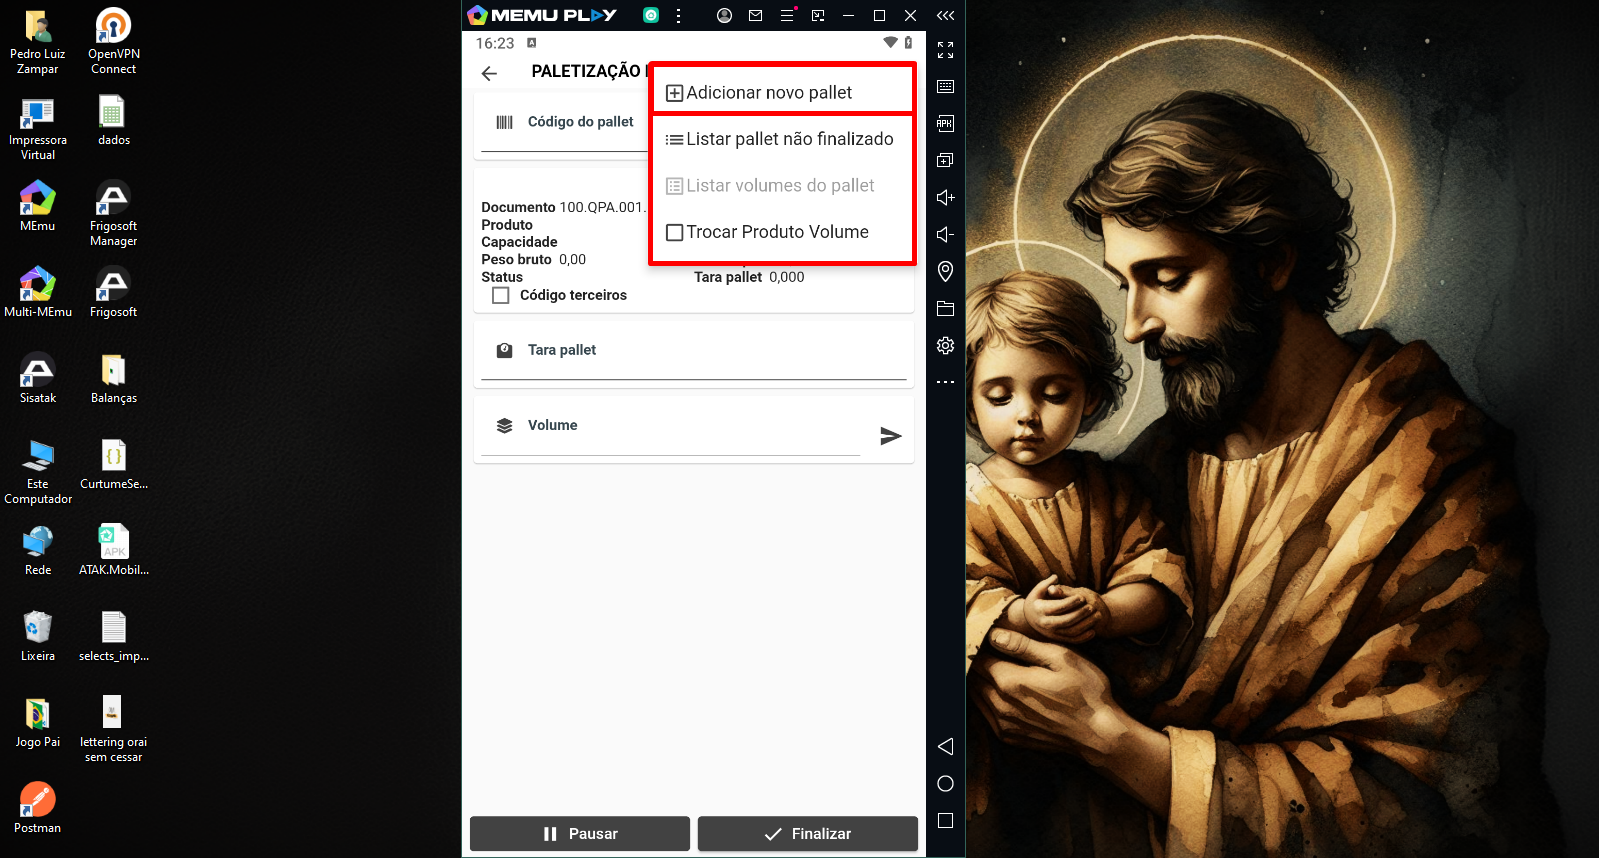 Pedro Luiz
Zampar
OpenVPN
Connect
Impressora
Virtual
dados
MEmu
Frigosoft
Manager
Multi-MEmu
Frigosoft
Sisatak
Balanças
Este
Computador
CurtumeSe...
Rede
APK
ATAK.Mobil...
Lixeira
selects_imp...
Jogo Pai
lettering orai
sem cessar
Postman
MEMU PLAY
16:23
PALETIZAÇÃO
Adicionar novo pallet
Listar pallet não finalizado
Listar volumes do pallet
Trocar Produto Volume
Código do pallet
Documento 100.QPA.001.
Produto
Capacidade
Peso bruto 0,00
Status
Tara pallet 0,000
Código terceiros
Tara pallet
Volume
Pausar
Finalizar
APK